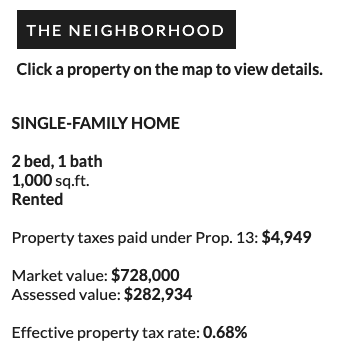 THE NEIGHBORHOOD
Click a property on the map to view details.
SINGLE-FAMILY HOME
2 bed, 1 bath
1,000 sq.ft.
Rented
Property taxes paid under Prop. 13: $4,949
Market value: $728,000
Assessed value: $282,934
Effective property tax rate: 0.68%